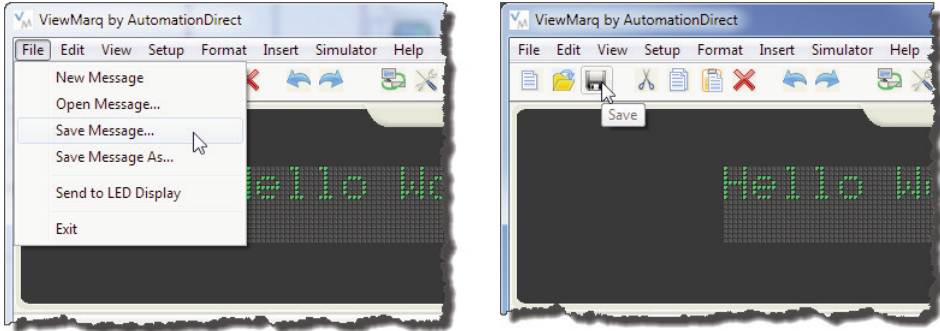 ViewMarq by AutomationDirect
File Edit View Setup Format Insert Simulator Help
New Message
Open Message...
Save Message...
Save Message As...
Send to LED Display
Exit
ello Wo
ViewMarq by AutomationDirect
File Edit View Setup Format Insert Simulator Help
Save
Hello W